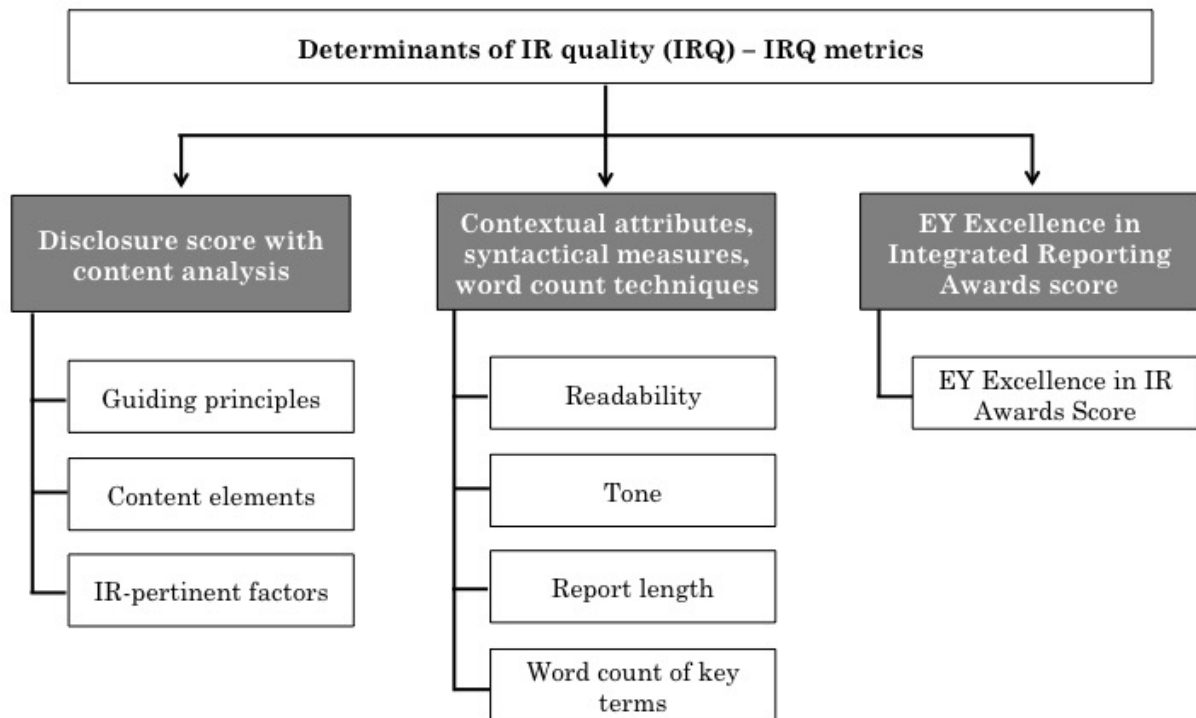 Determinants of IR quality (IRQ) – IRQ metrics
Disclosure score with
content analysis
Guiding principles
Content elements
IR-pertinent factors
Contextual attributes,
syntactical measures,
word count techniques
Readability
Tone
Report length
Word count of key
terms
EY Excellence in
Integrated Reporting
Awards score
EY Excellence in IR
Awards Score